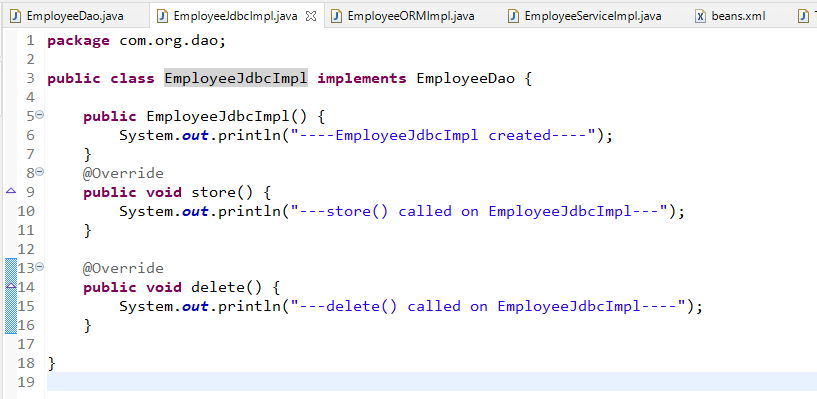 EmployeeDao.java EmployeeJdbcImpl.java EmployeeORMImpl.java EmployeeServiceImpl.java beans.xml
1 package com.org.dao;
2
3 public class EmployeeJdbcImpl implements EmployeeDao {
4
5 public EmployeeJdbcImpl() {
6 System.out.println("----EmployeeJdbcImpl created----");
7 }
8 @Override
9 public void store() {
10 System.out.println("---store() called on EmployeeJdbcImpl---");
11 }
12
13 @Override
14 public void delete() {
15 System.out.println("---delete() called on EmployeeJdbcImpl----");
16 }
17
18 }
19